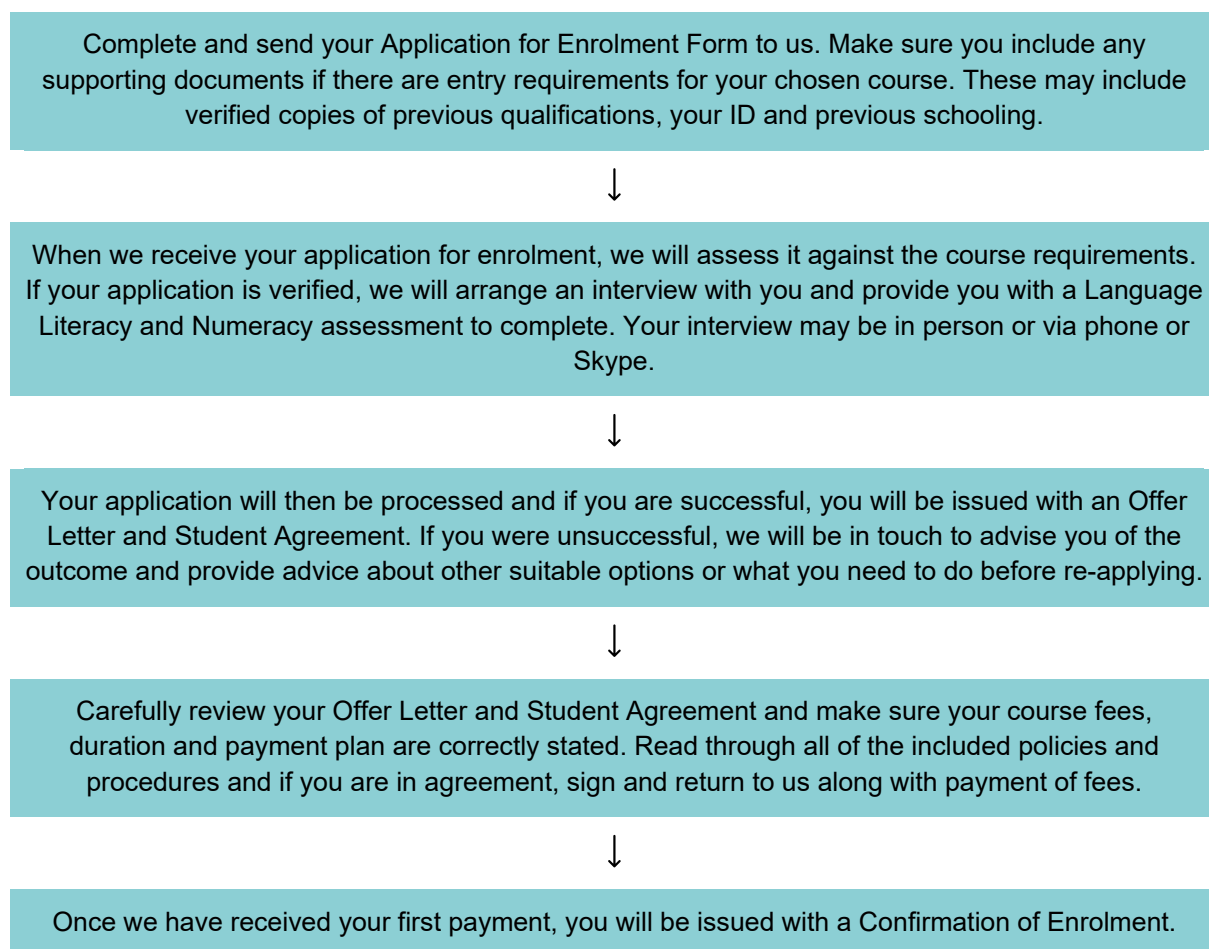 Complete and send your Application for Enrolment Form to us. Make sure you include any
supporting documents if there are entry requirements for your chosen course. These may include
verified copies of previous qualifications, your ID and previous schooling.
↓
When we receive your application for enrolment, we will assess it against the course requirements.
If your application is verified, we will arrange an interview with you and provide you with a Language
Literacy and Numeracy assessment to complete. Your interview may be in person or via phone or
Skype.
↓
Your application will then be processed and if you are successful, you will be issued with an Offer
Letter and Student Agreement. If you were unsuccessful, we will be in touch to advise you of the
outcome and provide advice about other suitable options or what you need to do before re-applying.
↓
Carefully review your Offer Letter and Student Agreement and make sure your course fees,
duration and payment plan are correctly stated. Read through all of the included policies and
procedures and if you are in agreement, sign and return to us along with payment of fees.
↓
Once we have received your first payment, you will be issued with a Confirmation of Enrolment.